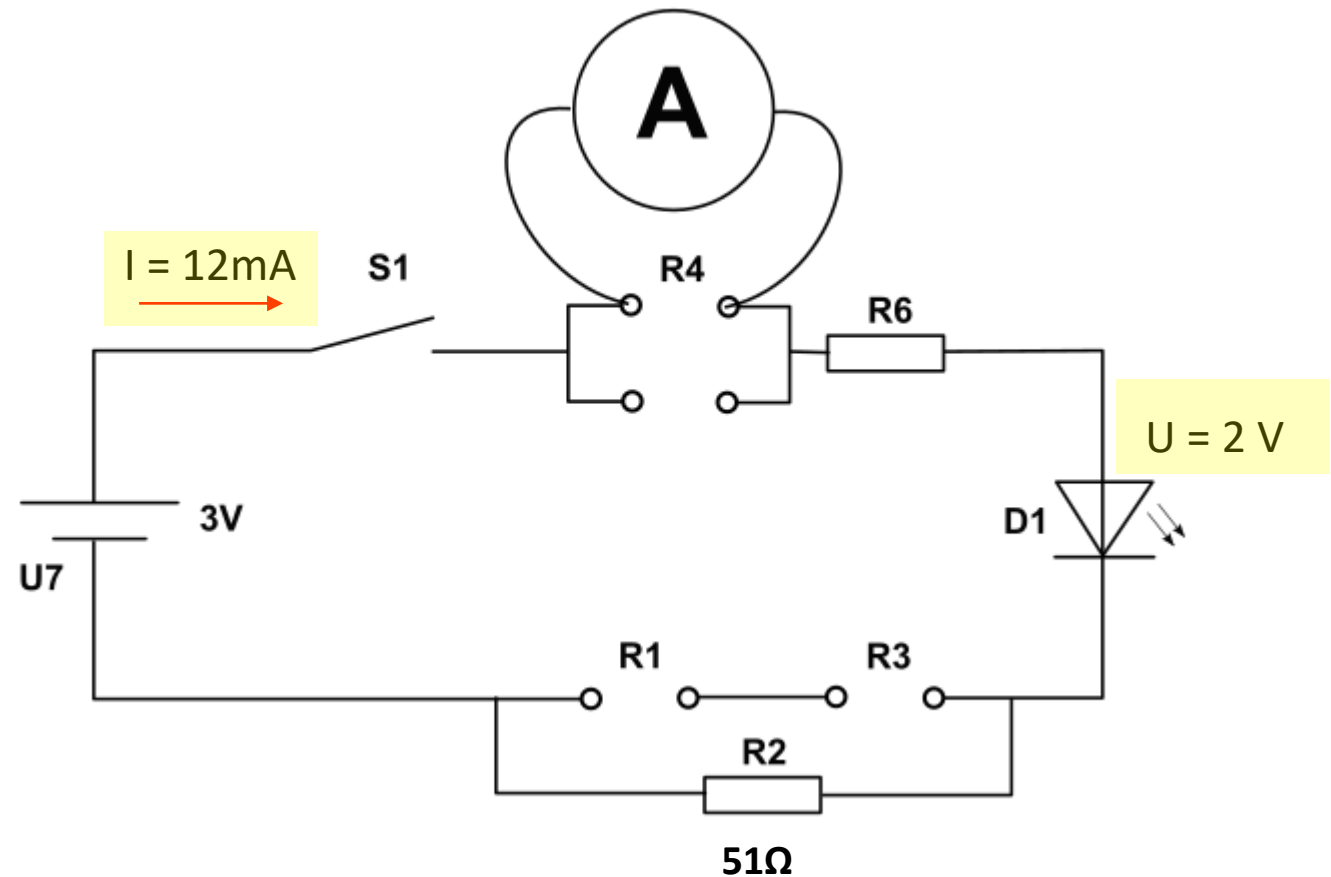 A
I = 12mA
S1
R4
R6
U = 2 V
3V
D1
U7
R1
R3
R2
51Ω